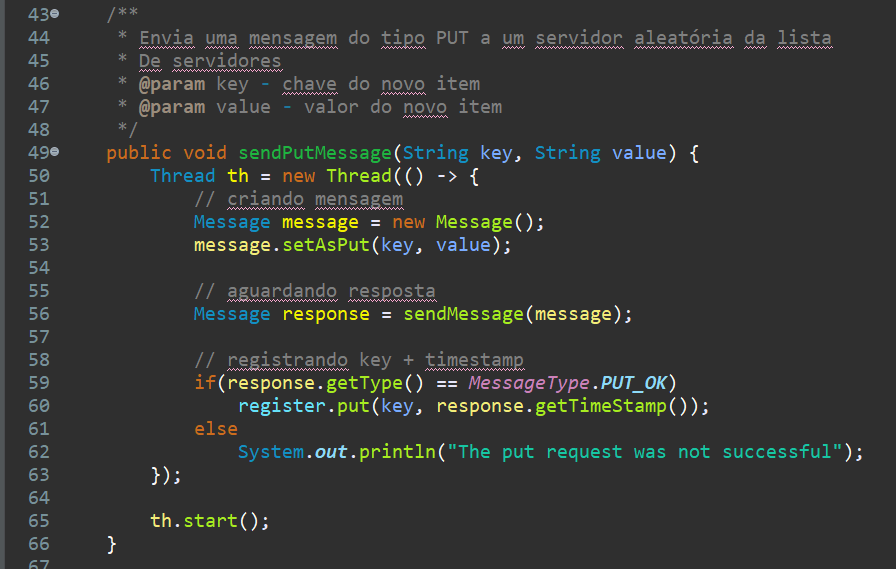 43 /**
44 * Envia uma mensagem do tipo PUT a um servidor aleatória da lista
45 * De servidores
46 * @param key - chave do novo item
47 * @param value - valor do novo item
48 */
49 public void sendPutMessage(String key, String value) {
50 Thread th = new Thread(() -> {
51 // criando mensagem
52 Message message = new Message();
53 message.setAsPut(key, value);
54
55 // aguardando resposta
56 Message response = sendMessage(message);
57
58 // registrando key + timestamp
59 if(response.getType() == MessageType.PUT_OK)
60 register.put(key, response.getTimeStamp());
61 else
62 System.out.println("The put request was not successful");
63 });
64
65 th.start();
66 }
67